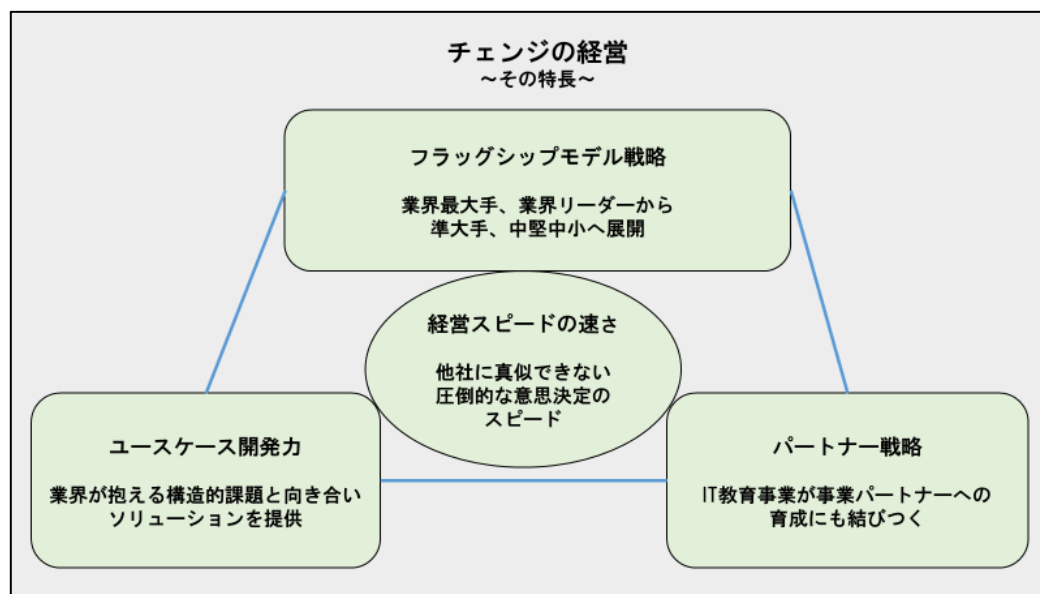 チェンジの経営
～その特長～
フラッグシップモデル戦略
業界最大手、業界リーダーから
準大手、中堅中小へ展開
経営スピードの速さ
他社に真似できない
圧倒的な意思決定の
スピード
ユースケース開発力
業界が抱える構造的課題と向き合い
ソリューションを提供
パートナー戦略
IT教育事業が事業パートナーへの
育成にも結びつく